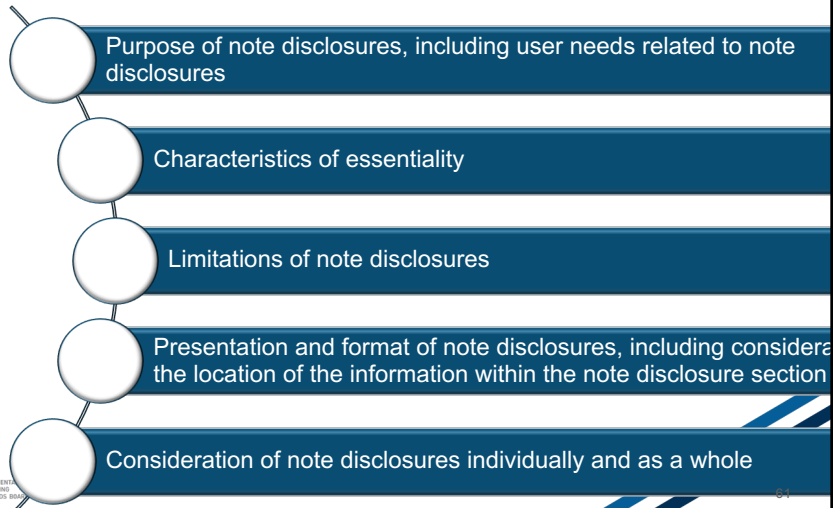 Purpose of note disclosures, including user needs related to note
disclosures
Characteristics of essentiality
Limitations of note disclosures
Presentation and format of note disclosures, including considera
the location of the information within the note disclosure section
Consideration of note disclosures individually and as a whole
61